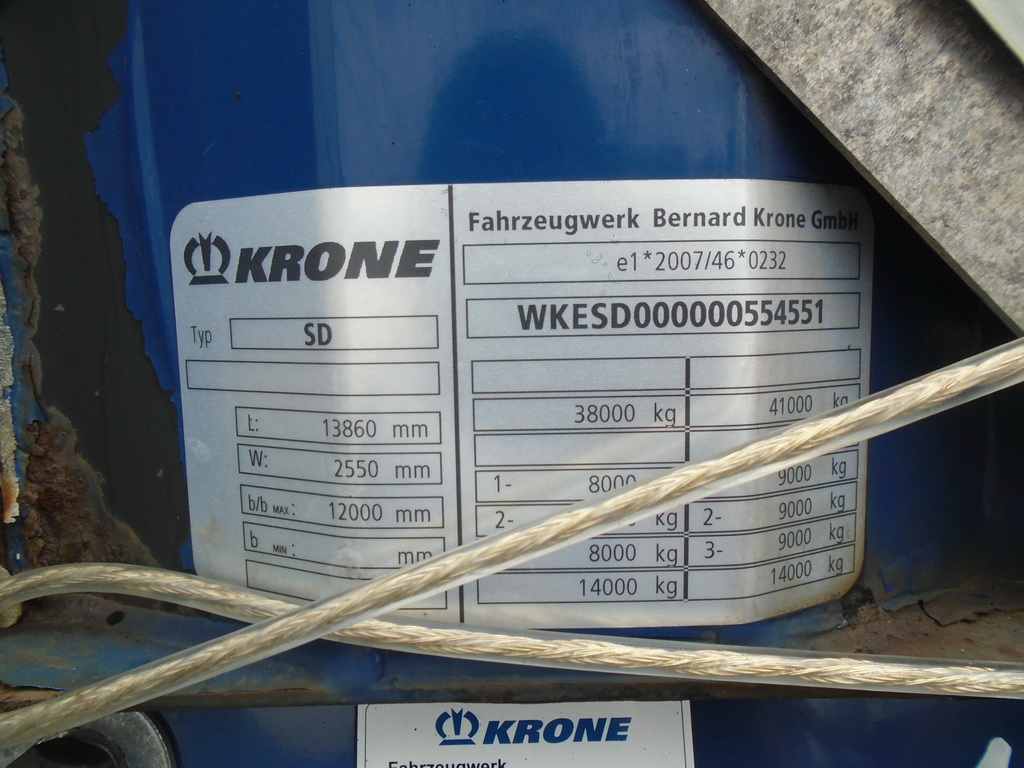 KRONE
Typ SD
t: 13860 mm
W: 2550 mm
b/b MAX: 12000 mm
b MIN: mm
Fahrzeugwerk Bernard Krone GmbH
e1*2007/46*0232
WKESD000000554551
38000 kg 41000 kg
1- 8000 9000 kg
2- kg 2- 9000 kg
8000 kg 3- 9000 kg
14000 kg 14000 kg
KRONE
Fahrzeugwerk